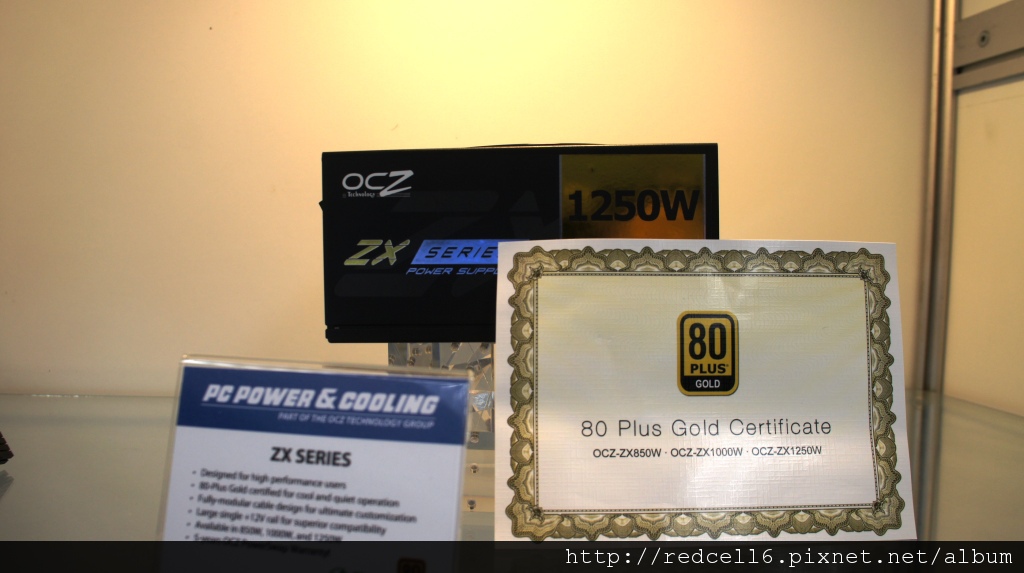 OCZ
Technology
1250W
ZX SERIE
POWER SUPP
80
PLUS
GOLD
80 Plus Gold Certificate
OCZ-ZX850W · OCZ-ZX1000W · OCZ-ZX1250W
PC POWER & COOLING
PART OF THE OCZ TECHNOLOGY GROUP
ZX SERIES
• Designed for high performance users
• 80-Plus Gold certified for cool and quiet operation
• Fully-modular cable design for ultimate customization
• Large single +12V rail for superior compatibility
• Available in 850W, 1000W, and 1250W
http://redcell6.pixnet.net/album